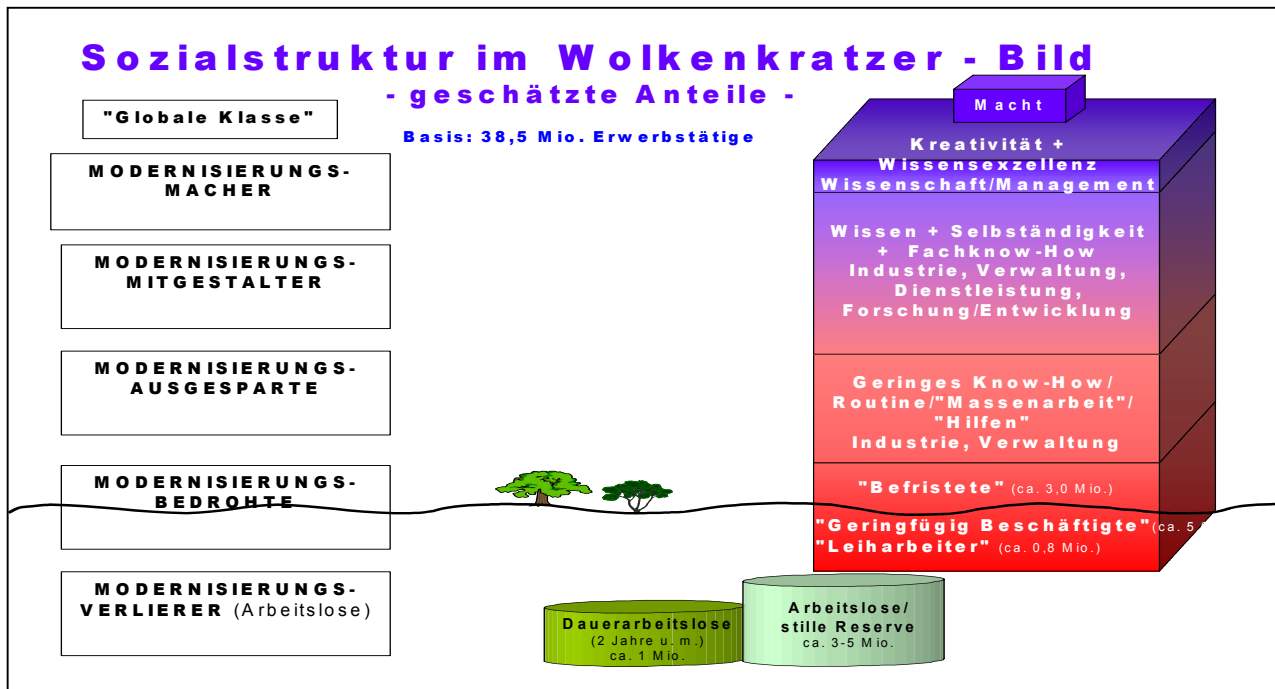 Sozialstruktur im Wolkenkratzer - Bild
- geschätzte Anteile -
Basis: 38,5 Mio. Erwerbstätige
"Globale Klasse"
MODERNISIERUNGS-
MACHER
MODERNISIERUNGS-
MITGESTALTER
MODERNISIERUNGS-
AUSGESPARTE
MODERNISIERUNGS-
BEDROHTE
MODERNISIERUNGS-
VERLIERER (Arbeitslose)
Macht
Kreativität +
Wissensexzellenz
Wissenschaft/Management
Wissen + Selbständigkeit
+ Fachknow-How
Industrie, Verwaltung,
Dienstleistung,
Forschung/Entwicklung
Geringes Know-How/
Routine/"Massenarbeit"/
"Hilfen"
Industrie, Verwaltung
"Befristete" (ca. 3,0 Mio.)
"Geringfügig Beschäftigte" (ca. 5
"Leiharbeiter" (ca. 0,8 Mio.)
Dauerarbeitslose
(2 Jahre u. m.)
ca. 1 Mio.
Arbeitslose/
stille Reserve
ca. 3-5 Mio.